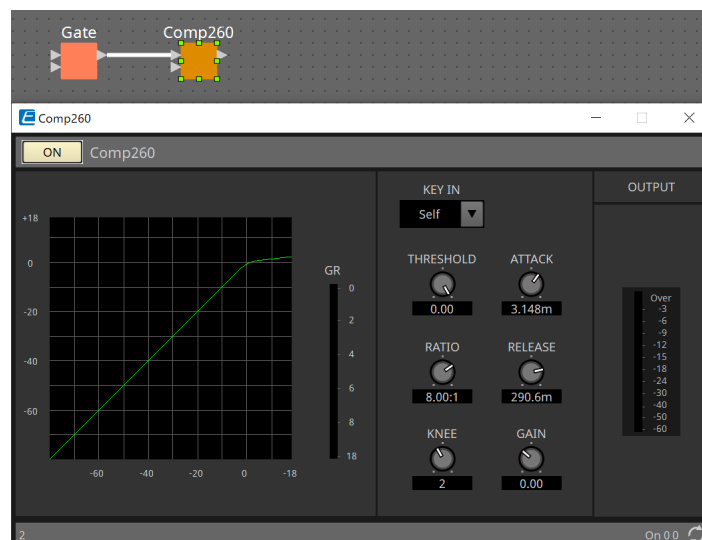 Gate Comp260
Comp260
ON Comp260
KEY IN
OUTPUT
Self
+18
0
-20
-40
-60
-60 -40 -20 0 -18
GR
0
2
4
6
8
18
THRESHOLD ATTACK
0.00 3.148m
RATIO RELEASE
8.00:1 290.6m
KNEE GAIN
2 0.00
Over
-3
-6
-9
-12
-15
-18
-24
-30
-40
-50
-60
2 On 0 0